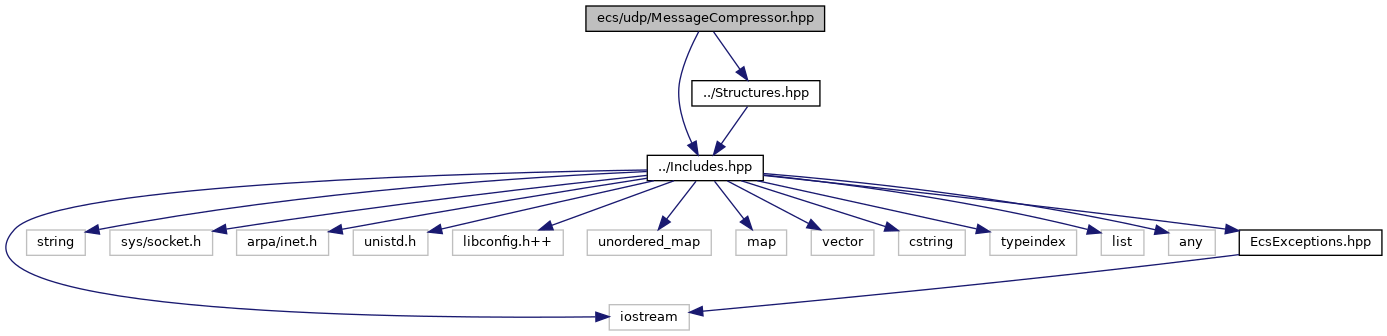 ecs/udp/MessageCompressor.hpp
../Structures.hpp
../Includes.hpp
string
sys/socket.h
arpa/inet.h
unistd.h
libconfig.h++
unordered_map
map
vector
cstring
typeindex
list
any
EcsExceptions.hpp
iostream